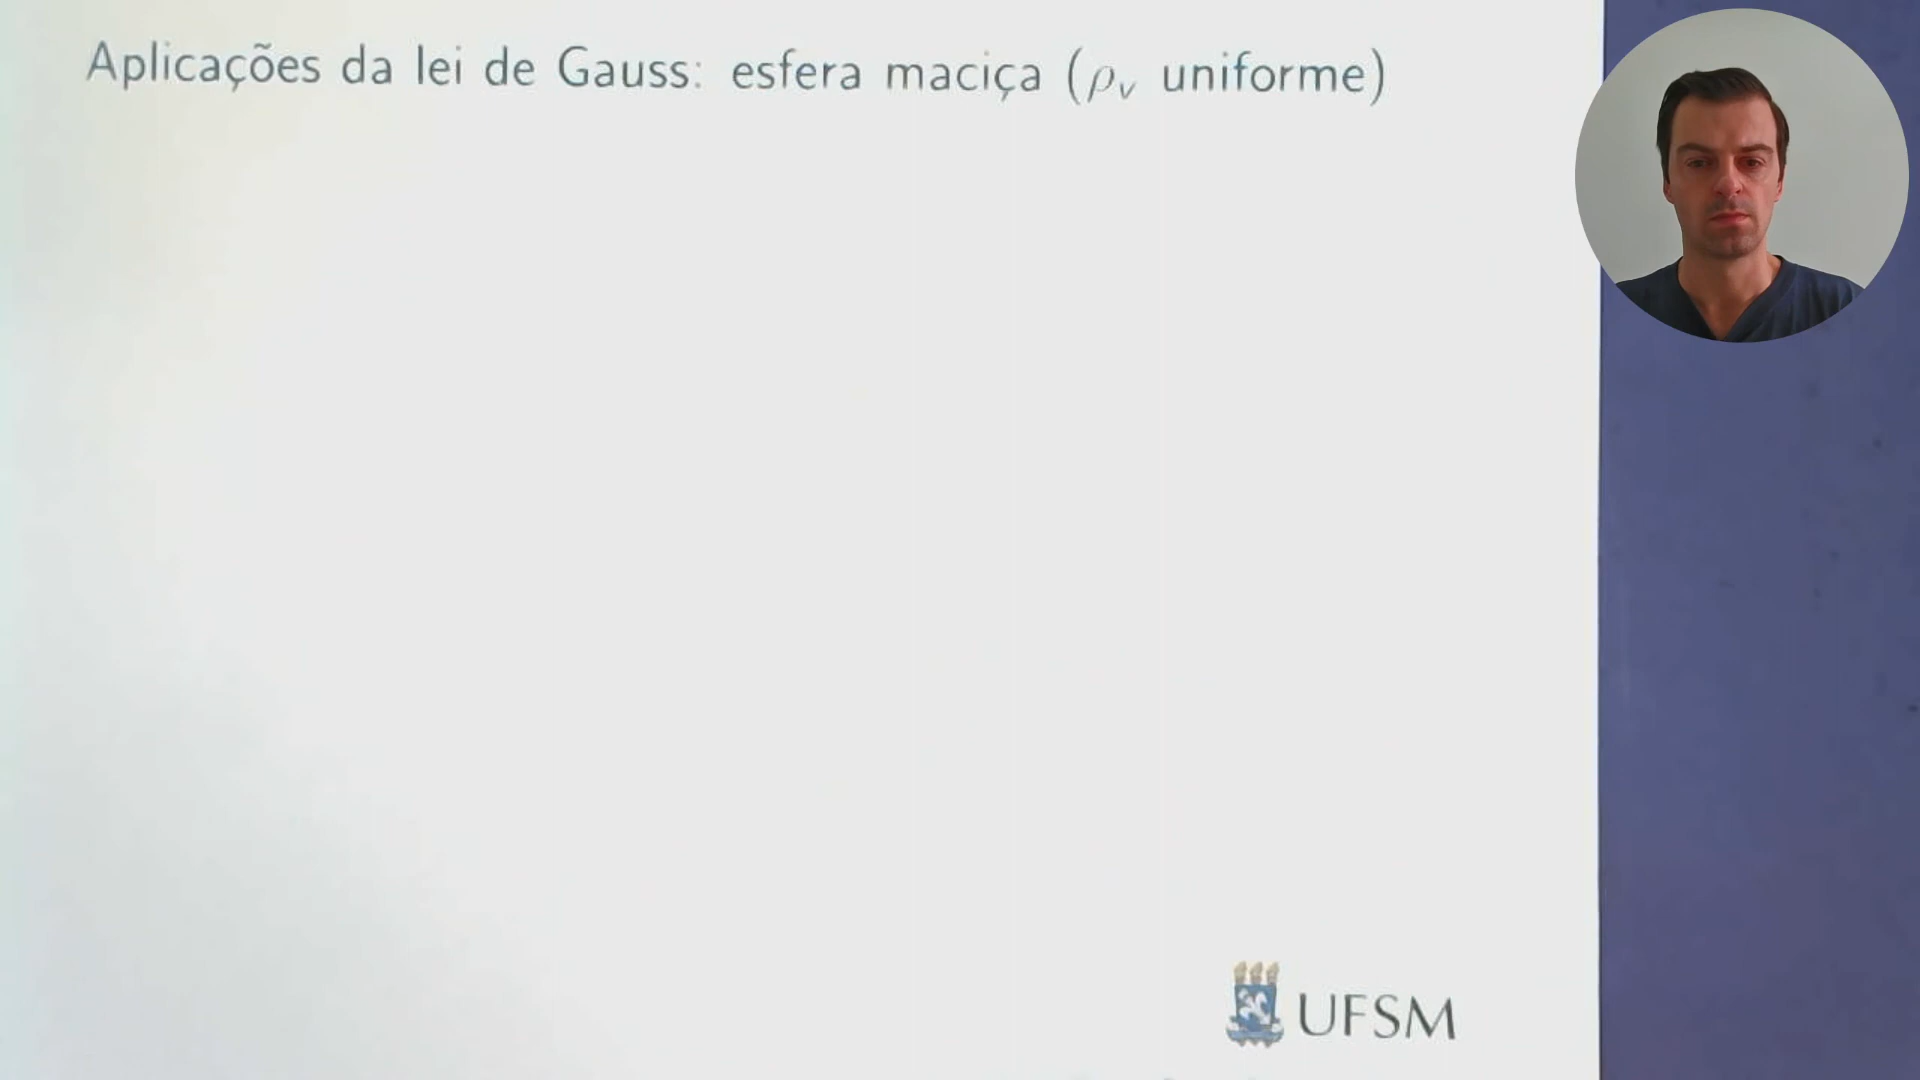 Aplicações da lei de Gauss: esfera maciça (ρᵥ uniforme)
UFSM